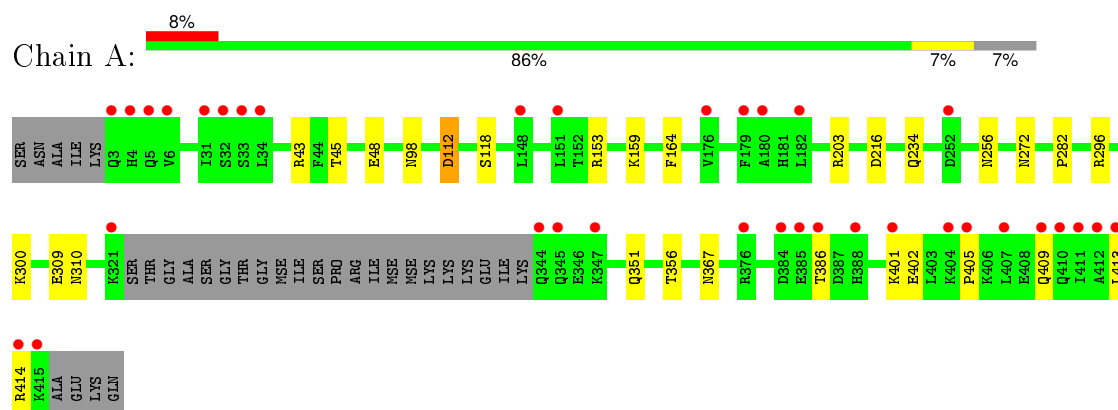 8%
Chain A:
86% 7% 7%
SER ASN ALA ILE LYS Q3 H4 Q5 V6 I31 S32 S33 L34 R43 F44 T45 E48 N98 D112 S118 L148 L151 T152 R153 K159 F164 V176 F179 A180 H181 L182 R203 D216 Q234 D252 N256 N272 P282 R296
K300 E309 N310 K321 SER THR GLY ALA SER GLY THR GLY MSE ILE SER PRO ARG ILE MSE MSE LYS LYS LYS GLU ILE LYS Q344 Q345 E346 K347 Q351 T356 N367 R376 D384 E385 T386 D387 H388 K401 E402 L403 K404 P405 K406 L407 E408 Q409 Q410 I411 A412 L413
R414 K415 ALA GLU LYS GLN